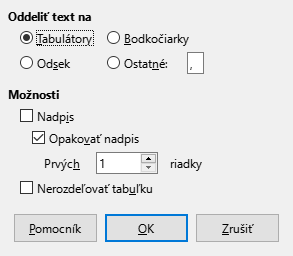 Oddeliť text na
Tabulátory Bodkočiarky
Odsek Ostatné: ,
Možnosti
Nadpis
Opakovať nadpis
Prvých 1 riadky
Nerozdeľovať tabuľku
Pomocník OK Zrušiť